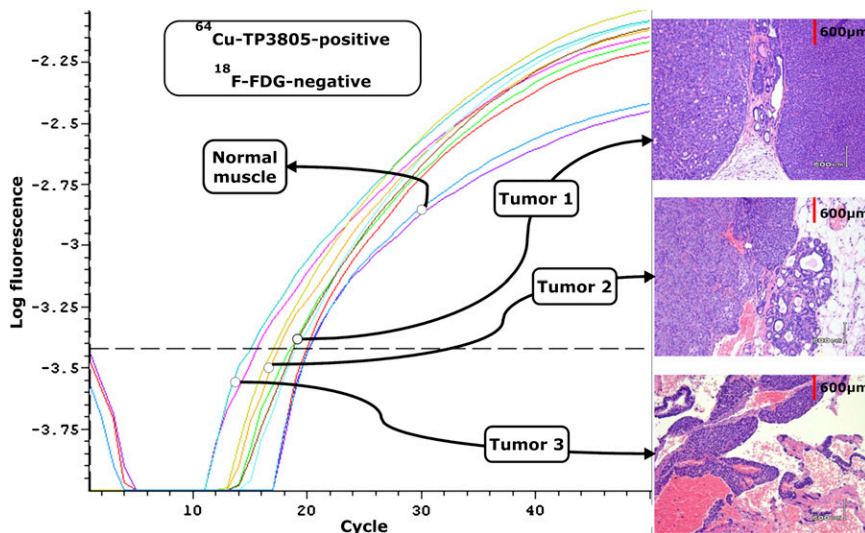 64Cu-TP3805-positive
18F-FDG-negative
Log fluorescence
-2.25
-2.5
-2.75
-3
-3.25
-3.5
-3.75
Normal
muscle
Tumor 1
Tumor 2
Tumor 3
20
30
40
Cycle
600µm
600µm
600µm